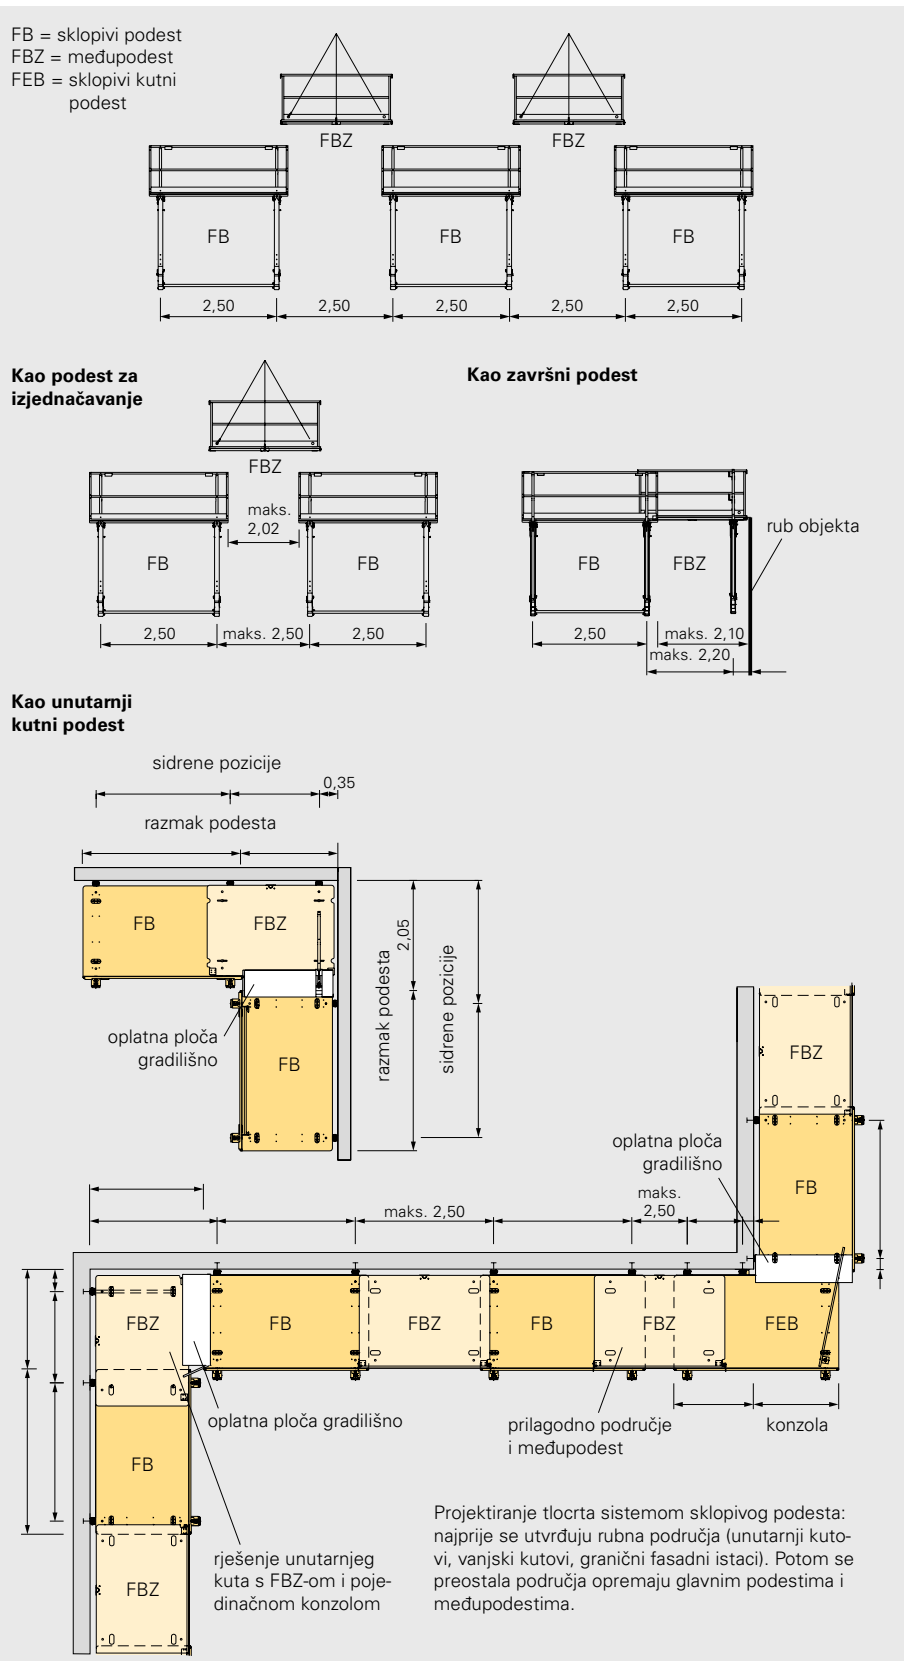 FB = sklopivi podest
FBZ = međupodest
FEB = sklopivi kutni
podest
FBZ
FBZ
FB
FB
FB
2,50
2,50
2,50
2,50
2,50
Kao podest za
izjednačavanje
FBZ
maks.
2,02
FB
FB
2,50
maks. 2,50
2,50
Kao završni podest
rub objekta
FB
FBZ
2,50
maks. 2,10
maks. 2,20
Kao unutarnji
kutni podest
sidrene pozicije
0,35
razmak podesta
FB
FBZ
2,05
razmak podesta
sidrene pozicije
oplatna ploča
gradilišno
FB
FBZ
oplatna ploča
gradilišno
FB
maks. 2,50
maks.
2,50
FBZ
FB
FBZ
FB
FBZ
FEB
oplatna ploča gradilišno
prilagodno područje
i međupodest
konzola
FB
FBZ
rješenje unutarnjeg
kuta s FBZ-om i poje-
dinačnom konzolom
Projektiranje tlocrta sistemom sklopivog podesta:
najprije se utvrđuju rubna područja (unutarnji kuto-
vi, vanjski kutovi, granični fasadni istaci). Potom se
preostala područja opremaju glavnim podestima i
međupodestima.